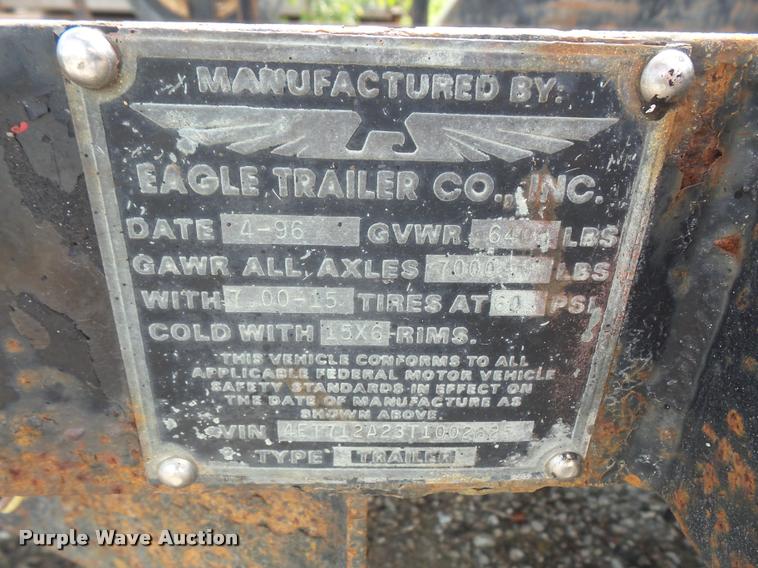 MANUFACTURED BY:
EAGLE TRAILER CO., INC.
DATE 4-96 GVWR LBS
GAWR ALL AXLES 7000 LBS
WITH 7.00-15 TIRES AT PSI
COLD WITH 15X6 RIMS.
THIS VEHICLE CONFORMS TO ALL
APPLICABLE FEDERAL MOTOR VEHICLE
SAFETY STANDARDS IN EFFECT ON
THE DATE OF MANUFACTURE AS
SHOWN ABOVE.
VIN
TYPE TRAILER
Purple Wave Auction